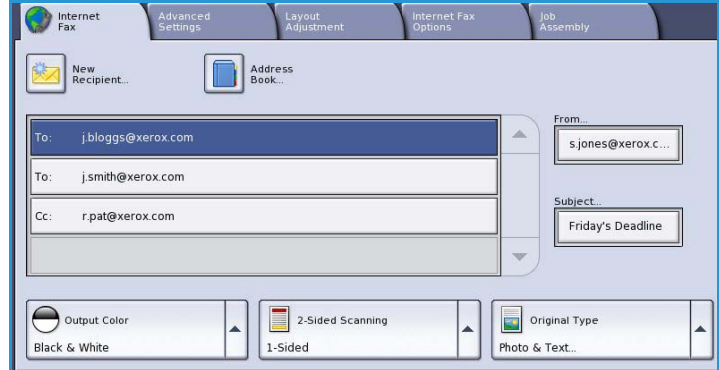 Internet
Fax
Advanced
Settings
Layout
Adjustment
Internet Fax
Options
Job
Assembly
New
Recipient...
Address
Book...
To: j.bloggs@xerox.com
To: j.smith@xerox.com
Cc: r.pat@xerox.com
From...
s.jones@xerox.c...
Subject...
Friday's Deadline
Output Color
Black & White
2-Sided Scanning
1-Sided
Original Type
Photo & Text...